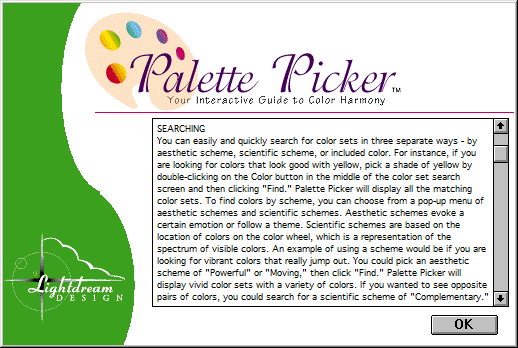 Palette Picker™
Your Interactive Guide to Color Harmony
SEARCHING
You can easily and quickly search for color sets in three separate ways - by
aesthetic scheme, scientific scheme, or included color. For instance, if you
are looking for colors that look good with yellow, pick a shade of yellow by
double-clicking on the Color button in the middle of the color set search
screen and then clicking "Find." Palette Picker will display all the matching
color sets. To find colors by scheme, you can choose from a pop-up menu of
aesthetic schemes and scientific schemes. Aesthetic schemes evoke a
certain emotion or follow a theme. Scientific schemes are based on the
location of colors on the color wheel, which is a representation of the
spectrum of visible colors. An example of using a scheme would be if you are
looking for vibrant colors that really jump out. You could pick an aesthetic
scheme of "Powerful" or "Moving," then click "Find." Palette Picker will
display vivid color sets with a variety of colors. If you wanted to see opposite
pairs of colors, you could search for a scientific scheme of "Complementary."
Lightdream
DESIGN
OK